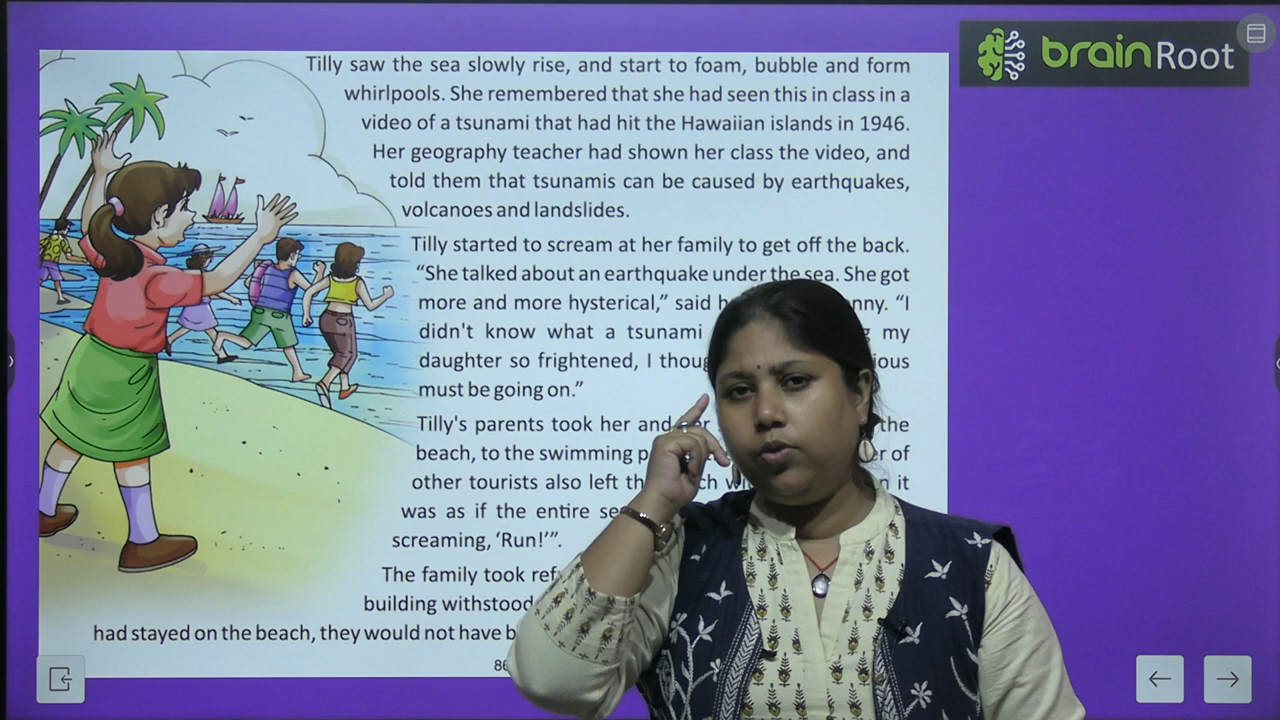 brainRoot
Tilly saw the sea slowly rise, and start to foam, bubble and form
whirlpools. She remembered that she had seen this in class in a
video of a tsunami that had hit the Hawaiian islands in 1946.
Her geography teacher had shown her class the video, and
told them that tsunamis can be caused by earthquakes,
volcanoes and landslides.
Tilly started to scream at her family to get off the back.
“She talked about an earthquake under the sea. She got
more and more hysterical,” said “I
didn't know what a tsunami my
daughter so frightened, I
must be going on.”
Tilly's parents took her and the
beach, to the swimming of
other tourists also left it
was as if the entire
screaming, ‘Run!’”.
The family took
building withstood
had stayed on the beach, they would not have